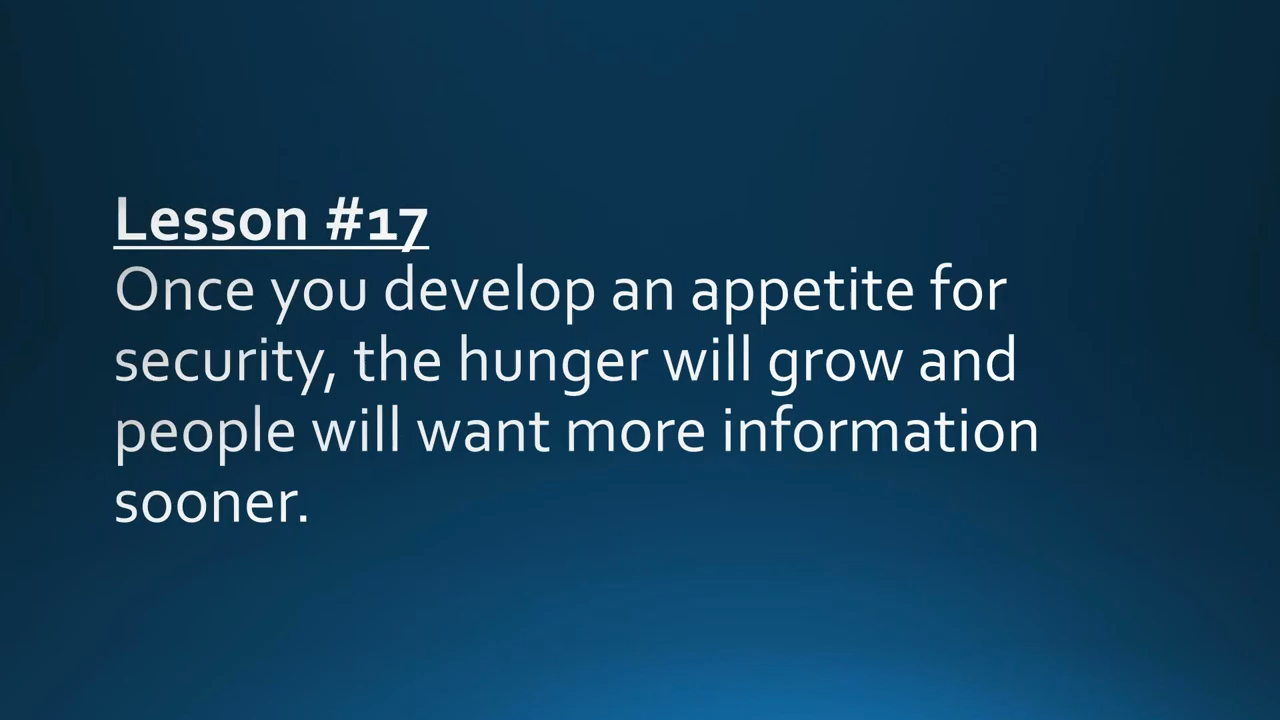 Lesson #17
Once you develop an appetite for
security, the hunger will grow and
people will want more information
sooner.